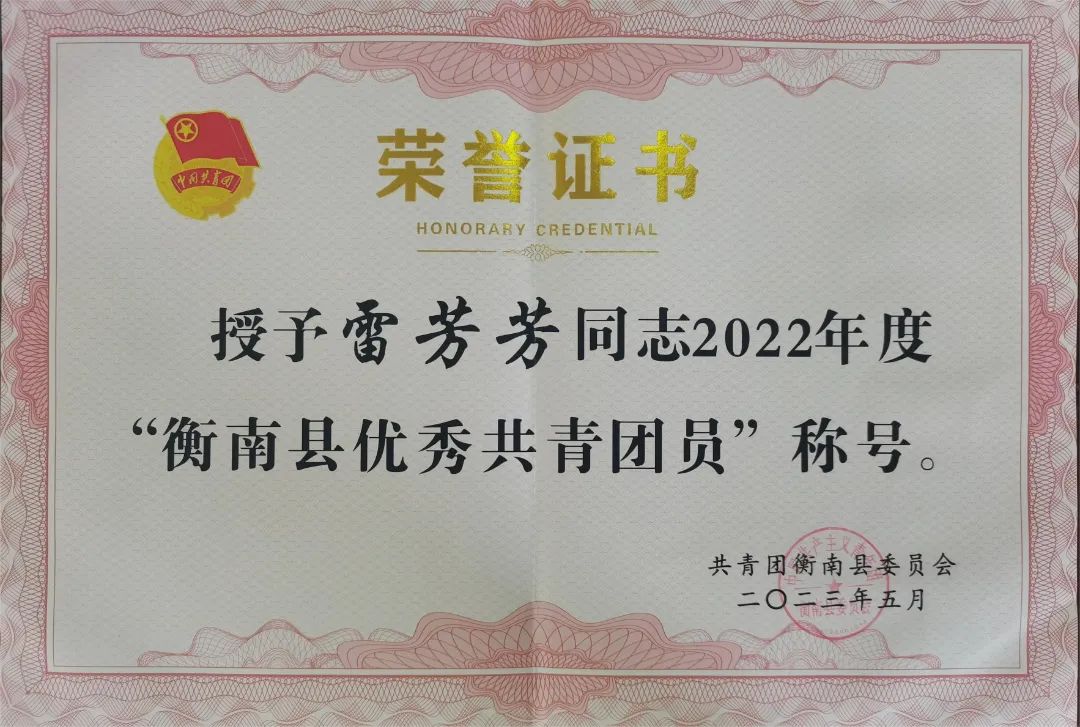 中国共青团
荣誉证书
HONORARY CREDENTIAL
授予雷芳芳同志2022年度
“衡南县优秀共青团员”称号。
共青团衡南县委员会
二〇二三年五月